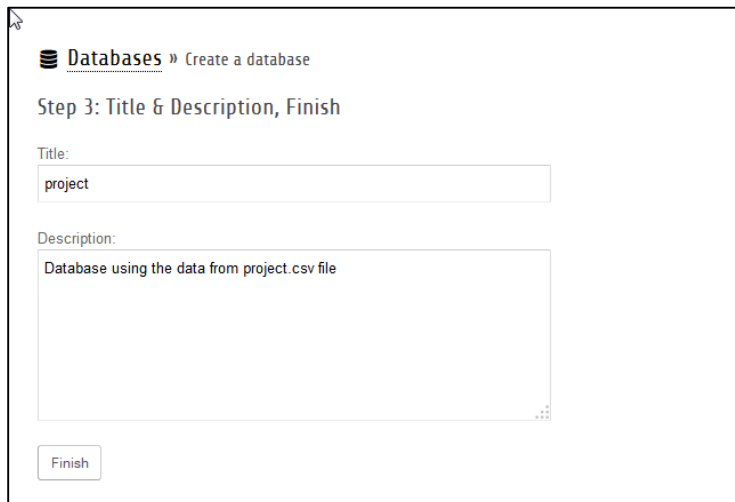 Databases » Create a database
Step 3: Title & Description, Finish
Title:
project
Description:
Database using the data from project.csv file
Finish